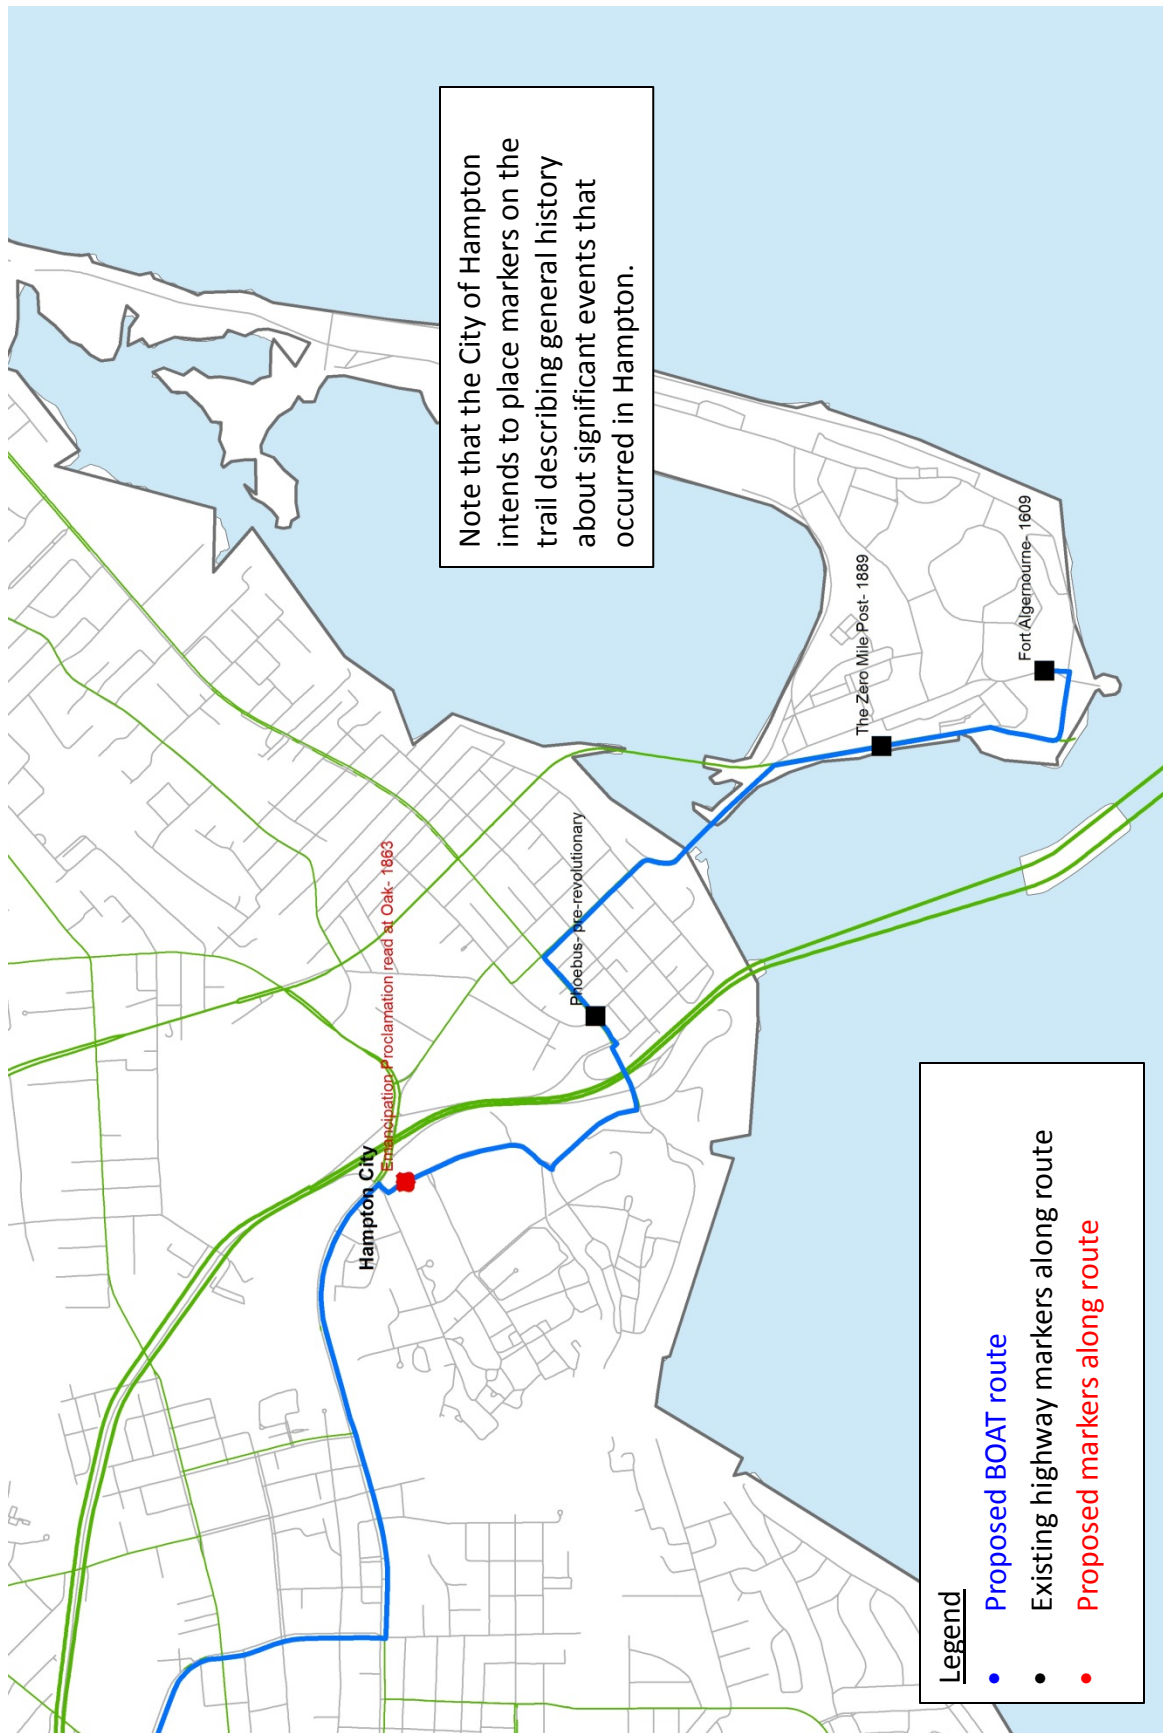 Note that the City of Hampton
intends to place markers on the
trail describing general history
about significant events that
occurred in Hampton.
Hampton City
Emancipation Proclamation read at Oak- 1863
Phoebus- pre-revolutionary
The Zero Mile Post- 1889
Fort Algernourne- 1609
Legend
• Proposed BOAT route
• Existing highway markers along route
• Proposed markers along route